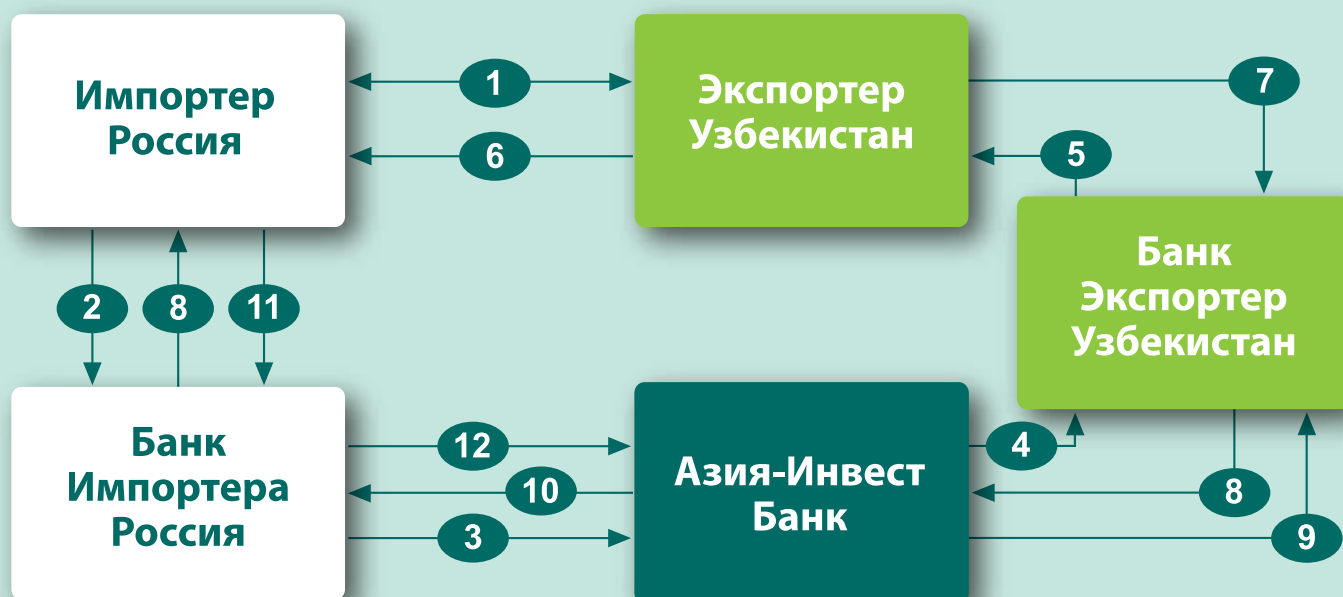 Импортер
Россия
1
6
Экспортер
Узбекистан
7
5
Банк
Экспортер
Узбекистан
2
8
11
Банк
Импортера
Россия
12
10
3
Азия-Инвест
Банк
4
8
9